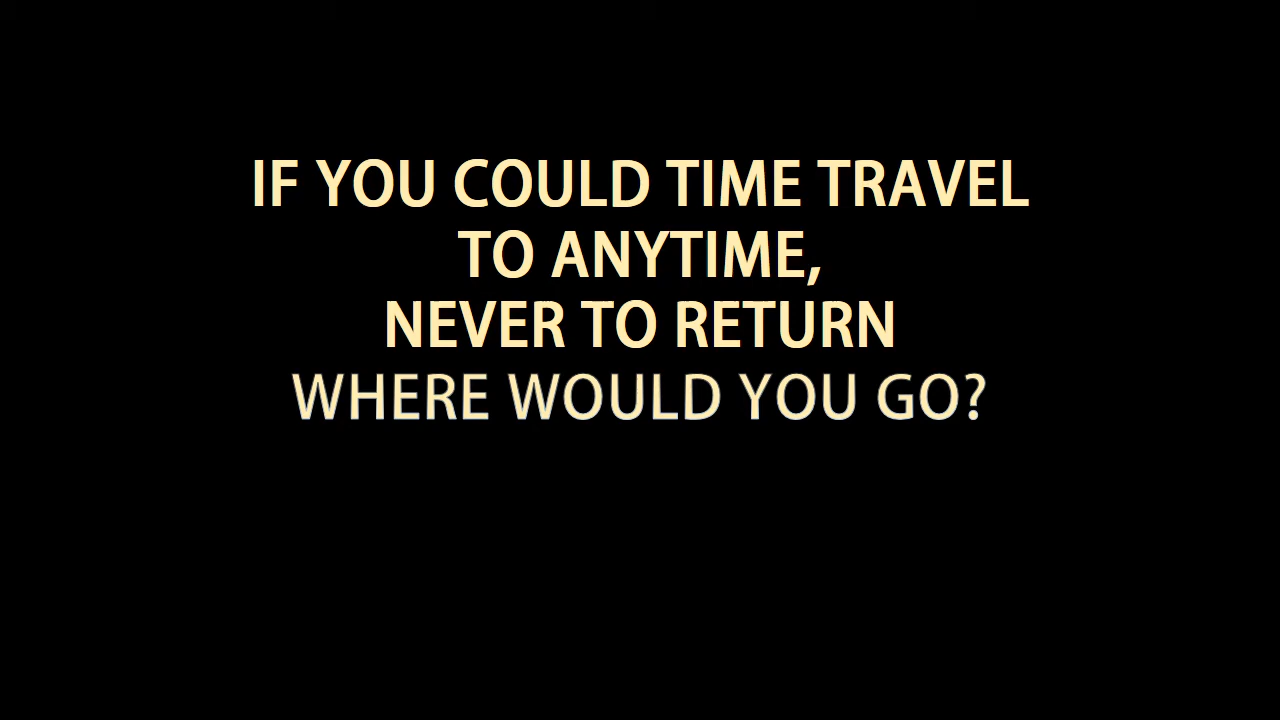 IF YOU COULD TIME TRAVEL
TO ANYTIME,
NEVER TO RETURN
WHERE WOULD YOU GO?